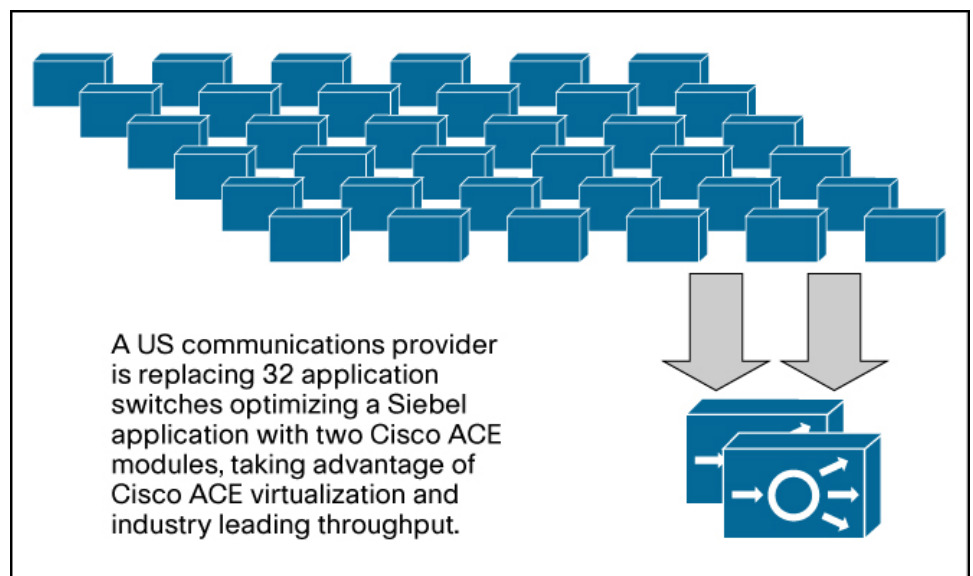 A US communications provider
is replacing 32 application
switches optimizing a Siebel
application with two Cisco ACE
modules, taking advantage of
Cisco ACE virtualization and
industry leading throughput.